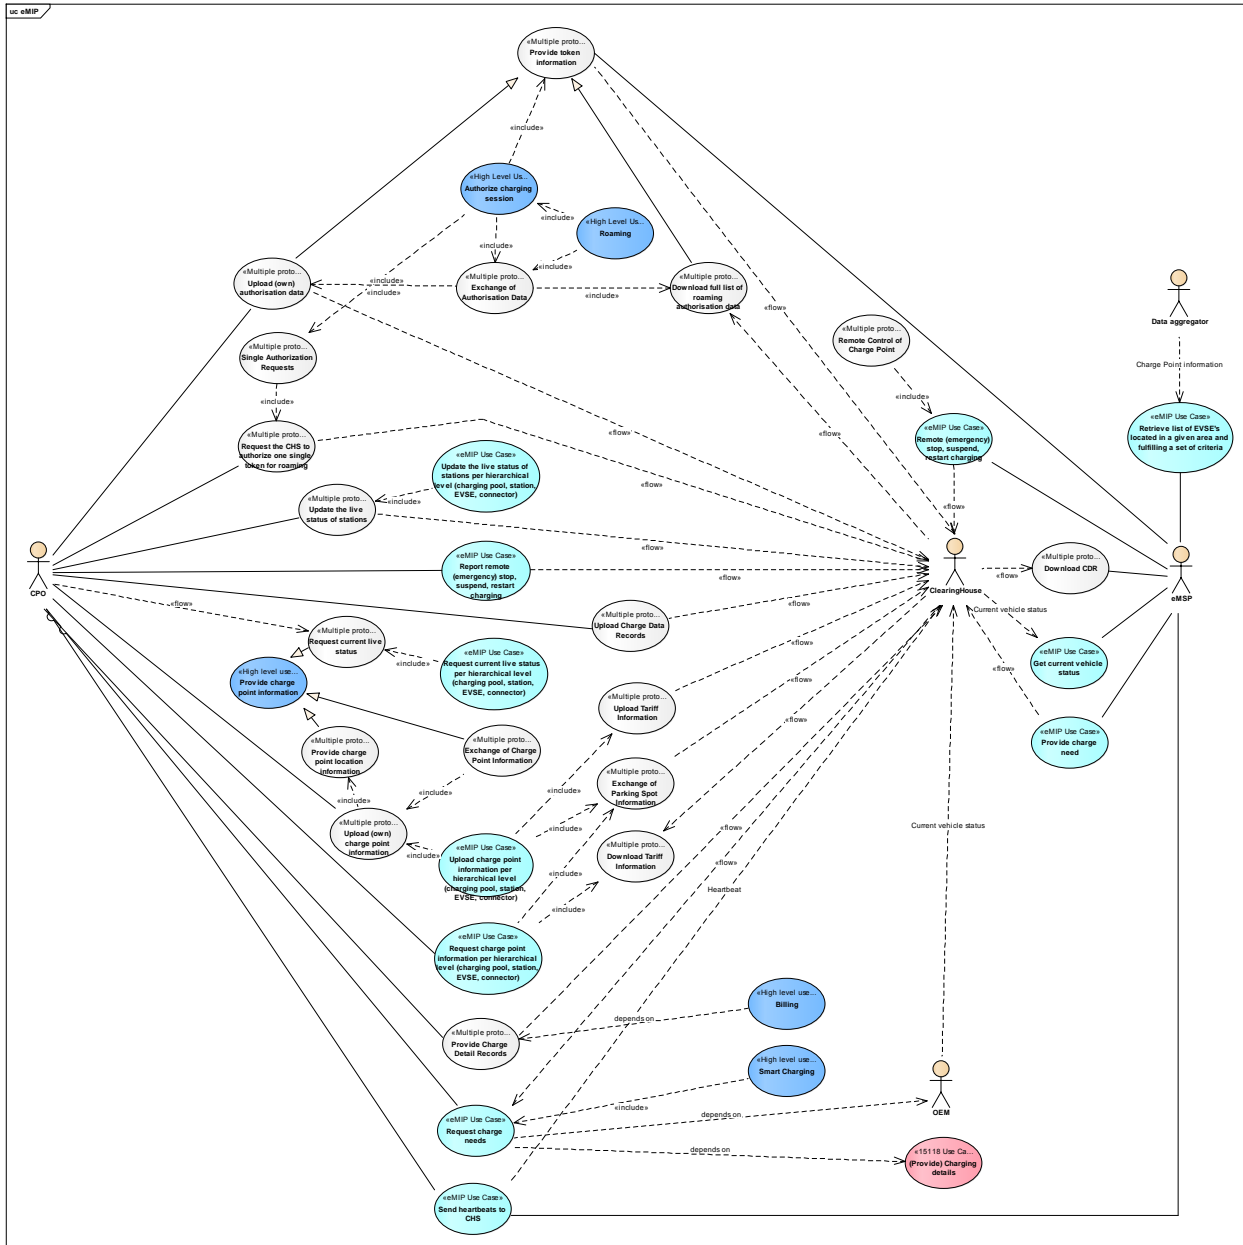 uc eMIP
«Multiple proto...
Provide token
information
«include»
«High Level Us...
Authorize charging
session
«include»
«High Level Us...
Roaming
«include»
«include»
«Multiple proto...
Upload (own)
authorisation data
«include»
«include»
«Multiple proto...
Exchange of
Authorisation Data
«include»
«Multiple proto...
Download full list of
roaming
authorisation data
«flow»
Data aggregator
«Multiple proto...
Remote Control of
Charge Point
«Multiple proto...
Single Authorization
Requests
Charge Point information
«include»
«include»
«eMIP Use Case»
Retrieve list of EVSE's
located in a given area and
fulfilling a set of criteria
«Multiple proto...
Request the CHS to
authorize one single
token for roaming
«flow»
«flow»
«eMIP Use Case»
Remote (emergency)
stop, suspend,
restart charging
«eMIP Use Case»
Update the live status of
stations per hierarchical
level (charging pool, station,
EVSE, connector)
«flow»
«include»
«Multiple proto...
Update the live
status of stations
«flow»
«flow»
CPO
«eMIP Use Case»
Report remote
(emergency) stop,
suspend, restart
charging
«flow»
ClearingHouse
«flow»
«Multiple proto...
Download CDR
eMSP
«flow»
«flow»
Current vehicle status
«Multiple proto...
Upload Charge Data
Records
«Multiple proto...
Request current live
status
«include»
«eMIP Use Case»
Request current live status
per hierarchical level
(charging pool, station,
EVSE, connector)
«eMIP Use Case»
Get current vehicle
status
«flow»
«High level use...
Provide charge
point information
«flow»
«flow»
«Multiple proto...
Upload Tariff
Information
«flow»
«Multiple proto...
Provide charge
point location
information
«Multiple proto...
Exchange of Charge
Point Information
«eMIP Use Case»
Provide charge
need
«include»
«include»
«Multiple proto...
Exchange of
Parking Spot
Information
«Multiple proto...
Upload (own)
charge point
information
«include»
«include»
«flow»
Current vehicle status
«eMIP Use Case»
Upload charge point
information per
hierarchical level
(charging pool, station,
EVSE, connector)
«Multiple proto...
Download Tariff
Information
«include»
«flow»
Heartbeat
«include»
«eMIP Use Case»
Request charge point
information per hierarchical
level (charging pool, station,
EVSE, connector)
«High level use...
Billing
depends on
«Multiple proto...
Provide Charge
Detail Records
«High level use...
Smart Charging
«include»
OEM
depends on
«eMIP Use Case»
Request charge
needs
depends on
«15118 Use Ca...
(Provide) Charging
details
«eMIP Use Case»
Send heartbeats to
CHS